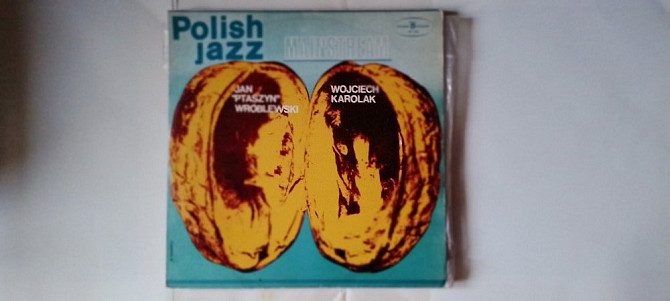 Polish
jazz
MAINSTREAM
JAN
"PTASZYN"
WRÓBLEWSKI
WOJCIECH
KAROLAK